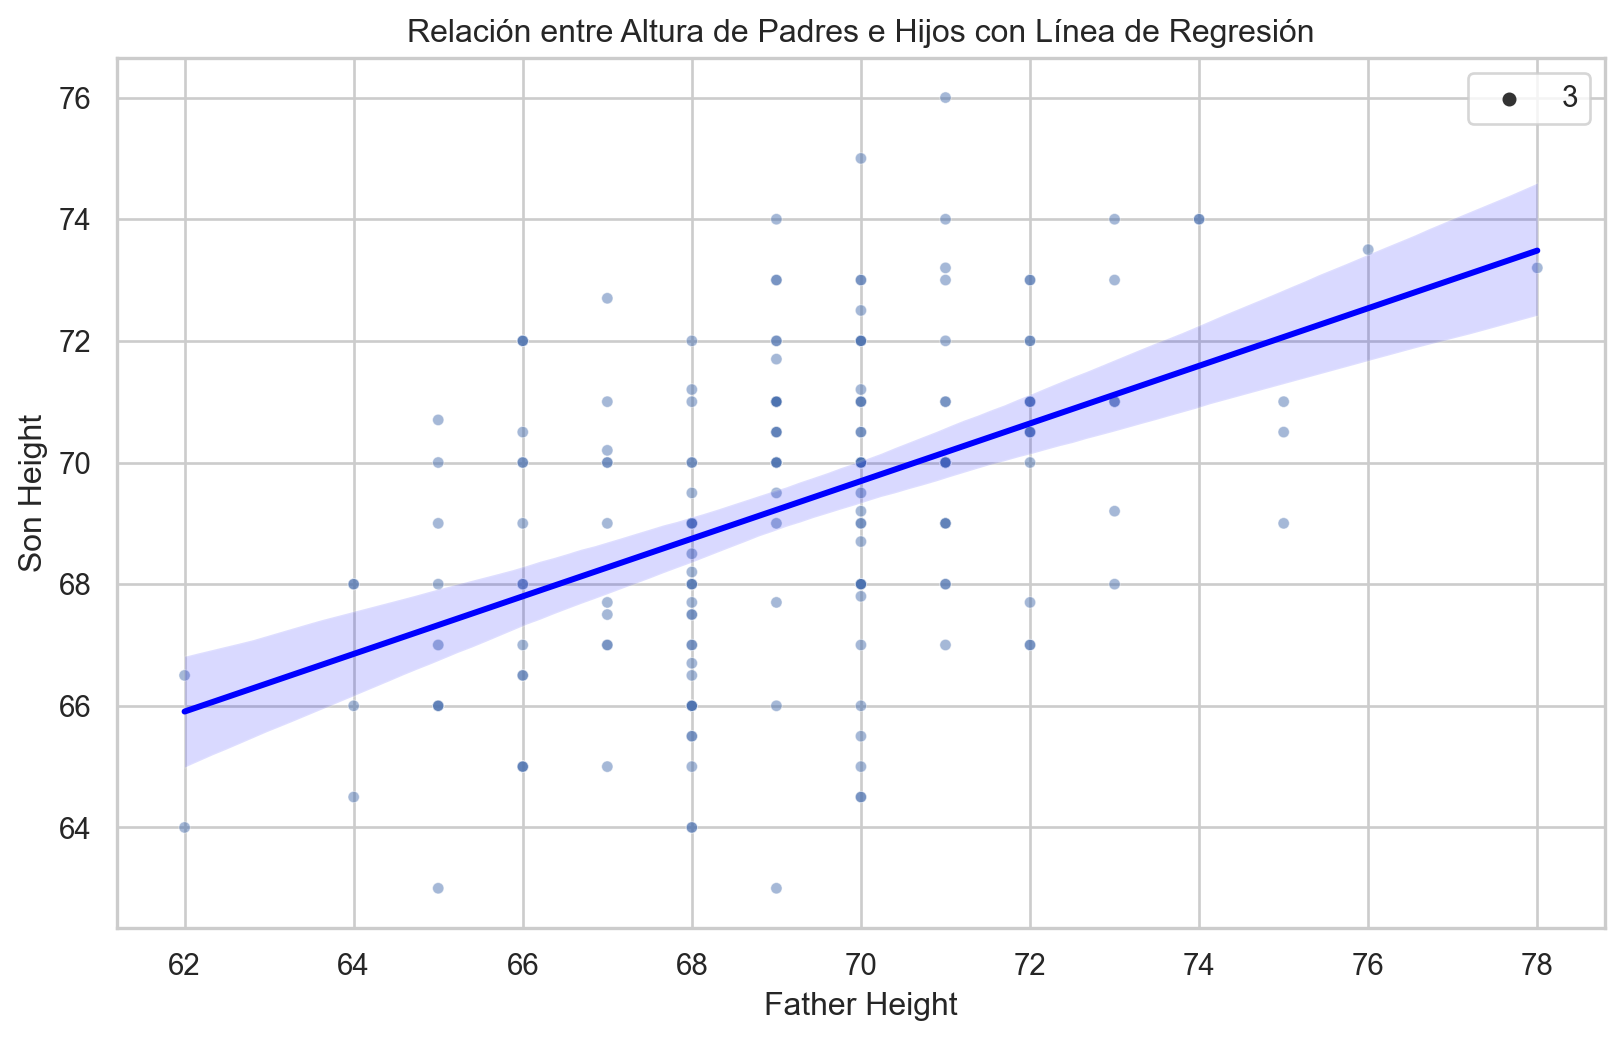 Relación entre Altura de Padres e Hijos con Línea de Regresión
3
76
74
72
70
68
66
64
Son Height
62 64 66 68 70 72 74 76 78
Father Height